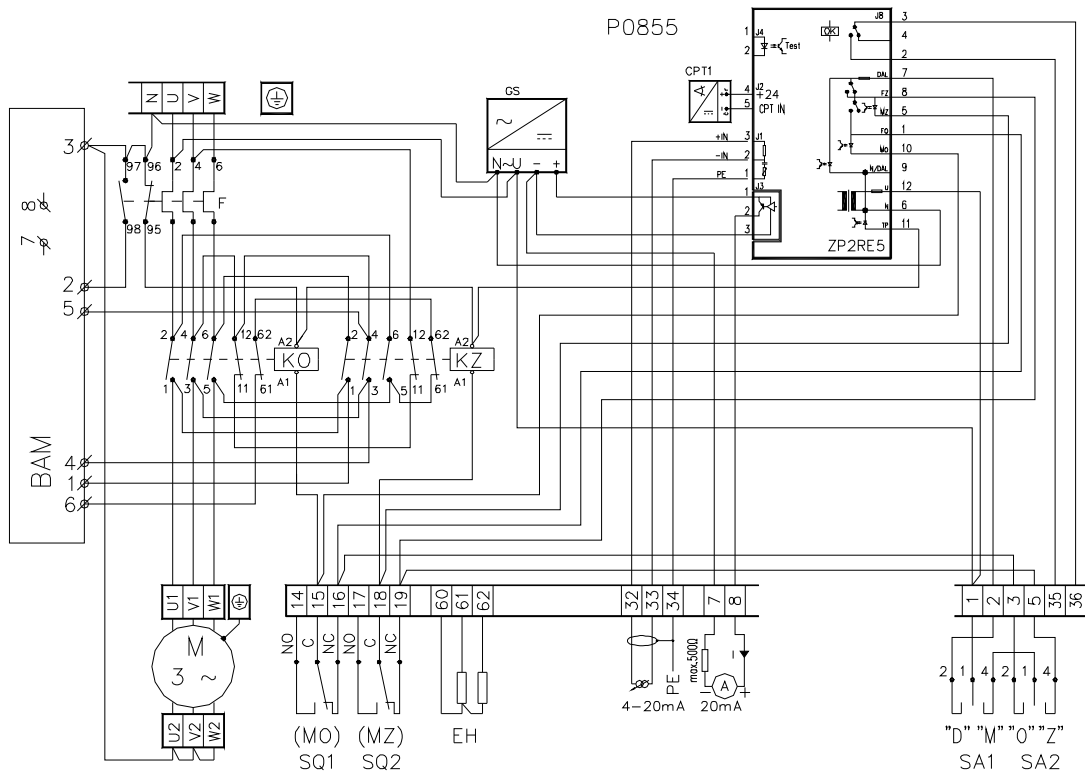 P0855
N U V W
GS
N~U - +
CPT1
A
1 J4
2 Test
OK
J2
4 +24
5 CPT IN
+IN 3 J1
-IN 2
PE 1
J3
1
2
3
J8 3
4
2
DAL 7
FZ 8
MZ 5
FO 1
MO 10
N/DAL 9
U 12
N 6
TP 11
ZP2RE5
3
8
7
2
5
4
1
6
BAM
97 96 2 4 6
F
98 95
2 4 6 12 62
A2
KO
A1
1 3 5 11 61
2 4 6 12 62
A2
KZ
A1
1 3 5 11 61
U1 V1 W1
M
3 ~
U2 V2 W2
14 15 16 17 18 19 60 61 62 32 33 34 7 8
NO C NC NO C NC
(MO) (MZ)
SQ1 SQ2
EH
4-20mA
PE
max.500Ω
I
A
- +
20mA
1 2 3 5 35 36
2 1 4 2 1 4
"D" "M" "O" "Z"
SA1 SA2